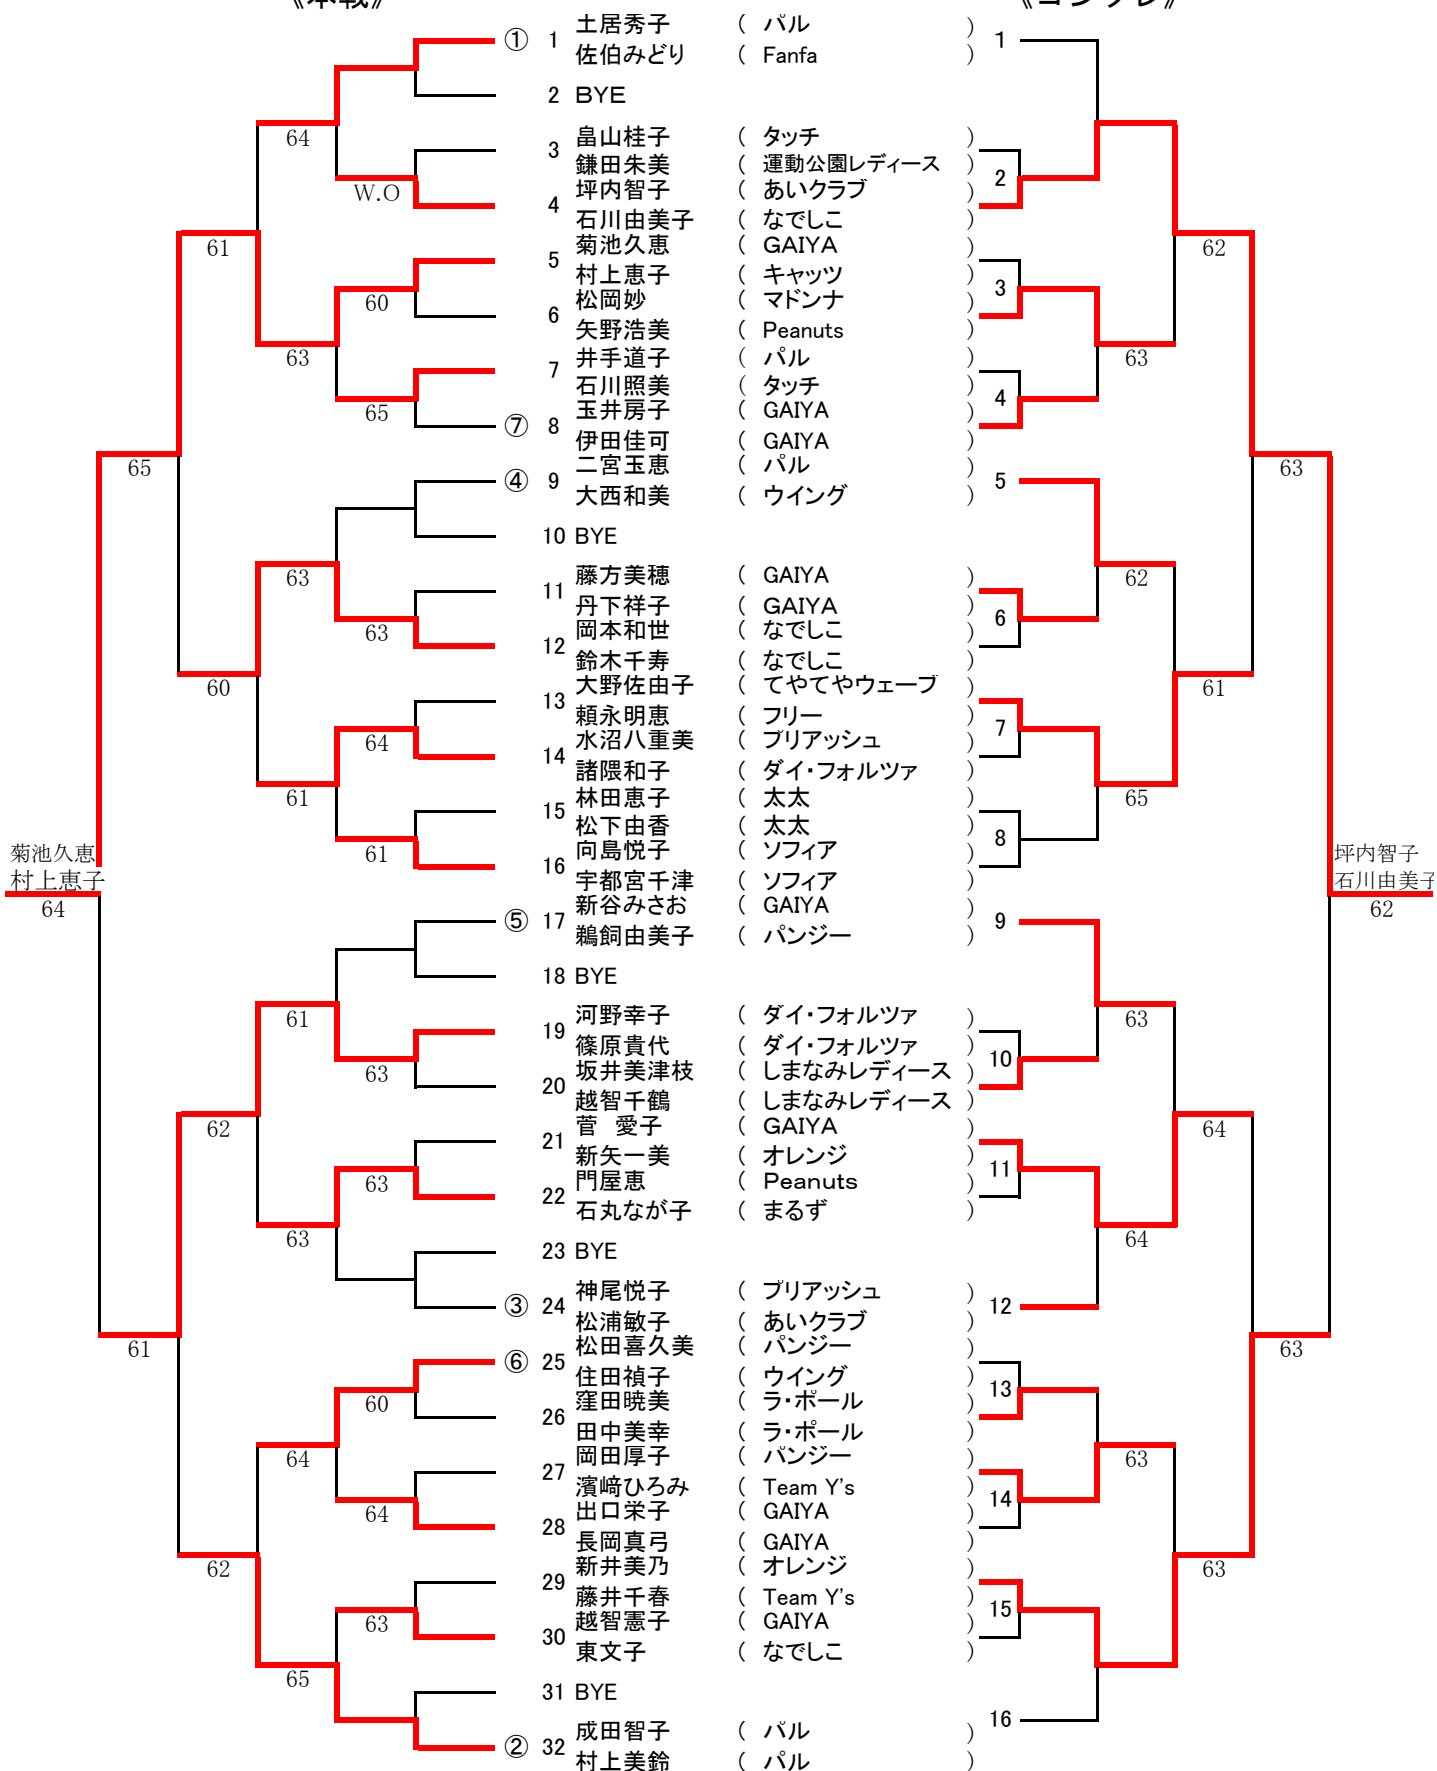 《本戦》 《コンソレ》
土居秀子 ( パル )
① 1 1
佐伯みどり ( Fanfa )
2 BYE
64
畠山桂子 ( タッチ )
3
鎌田朱美 ( 運動公園レディース )
W.O 2
坪内智子 ( あいクラブ )
4
石川由美子 ( なでしこ )
菊池久恵 ( GAIYA )
61 62
5
村上恵子 ( キャッツ )
60 3
松岡妙 ( マドンナ )
6
矢野浩美 ( Peanuts )
63 63
井手道子 ( パル )
7
石川照美 ( タッチ )
65 4
玉井房子 ( GAIYA )
⑦ 8
伊田佳可 ( GAIYA )
65 63
二宮玉恵 ( パル )
④ 9 5
大西和美 ( ウイング )
10 BYE
63 62
藤方美穂 ( GAIYA )
11
丹下祥子 ( GAIYA )
63 6
岡本和世 ( なでしこ )
12
鈴木千寿 ( なでしこ )
60 61
大野佐由子 ( てやてやウェーブ )
13
頼永明恵 ( フリー )
64 7
水沼八重美 ( プリアッシュ )
14
諸隈和子 ( ダイ・フォルツァ )
61 65
林田恵子 ( 太太 )
15
松下由香 ( 太太 )
61 8
向島悦子 ( ソフィア )
16
宇都宮千津 ( ソフィア )
菊池久恵 坪内智子
村上恵子 石川由美子
64 62
新谷みさお ( GAIYA )
⑤ 17 9
鵜飼由美子 ( パンジー )
18 BYE
61 63
河野幸子 ( ダイ・フォルツァ )
19
篠原貴代 ( ダイ・フォルツァ )
63 10
坂井美津枝 ( しまなみレディース )
20
越智千鶴 ( しまなみレディース )
62 64
菅 愛子 ( GAIYA )
21
新矢一美 ( オレンジ )
63 11
門屋恵 ( Peanuts )
22
石丸なが子 ( まるず )
63 64
23 BYE
神尾悦子 ( プリアッシュ )
③ 24 12
松浦敏子 ( あいクラブ )
61 63
松田喜久美 ( パンジー )
⑥ 25
住田禎子 ( ウイング )
60 13
窪田暁美 ( ラ・ポール )
26
田中美幸 ( ラ・ポール )
64 63
岡田厚子 ( パンジー )
27
濱﨑ひろみ ( Team Y's )
64 14
出口栄子 ( GAIYA )
28
長岡真弓 ( GAIYA )
62 63
新井美乃 ( オレンジ )
29
藤井千春 ( Team Y's )
63 15
越智憲子 ( GAIYA )
30
東文子 ( なでしこ )
65
31 BYE
成田智子 ( パル )
② 32 16
村上美鈴 ( パル )